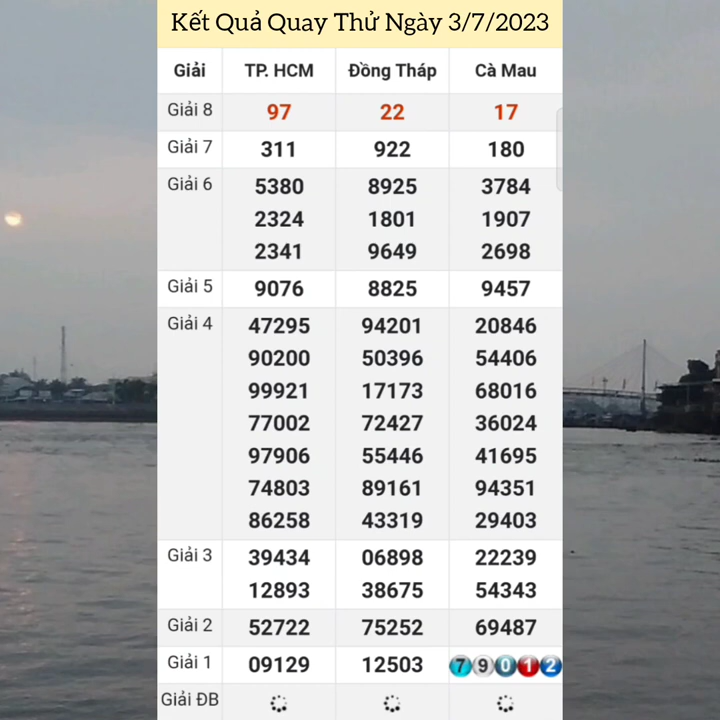 Kết Quả Quay Thử Ngày 3/7/2023
Giải TP. HCM Đồng Tháp Cà Mau
Giải 8 97 22 17
Giải 7 311 922 180
Giải 6 5380 8925 3784
2324 1801 1907
2341 9649 2698
Giải 5 9076 8825 9457
Giải 4 47295 94201 20846
90200 50396 54406
99921 17173 68016
77002 72427 36024
97906 55446 41695
74803 89161 94351
86258 43319 29403
Giải 3 39434 06898 22239
12893 38675 54343
Giải 2 52722 75252 69487
Giải 1 09129 12503 79012
Giải ĐB